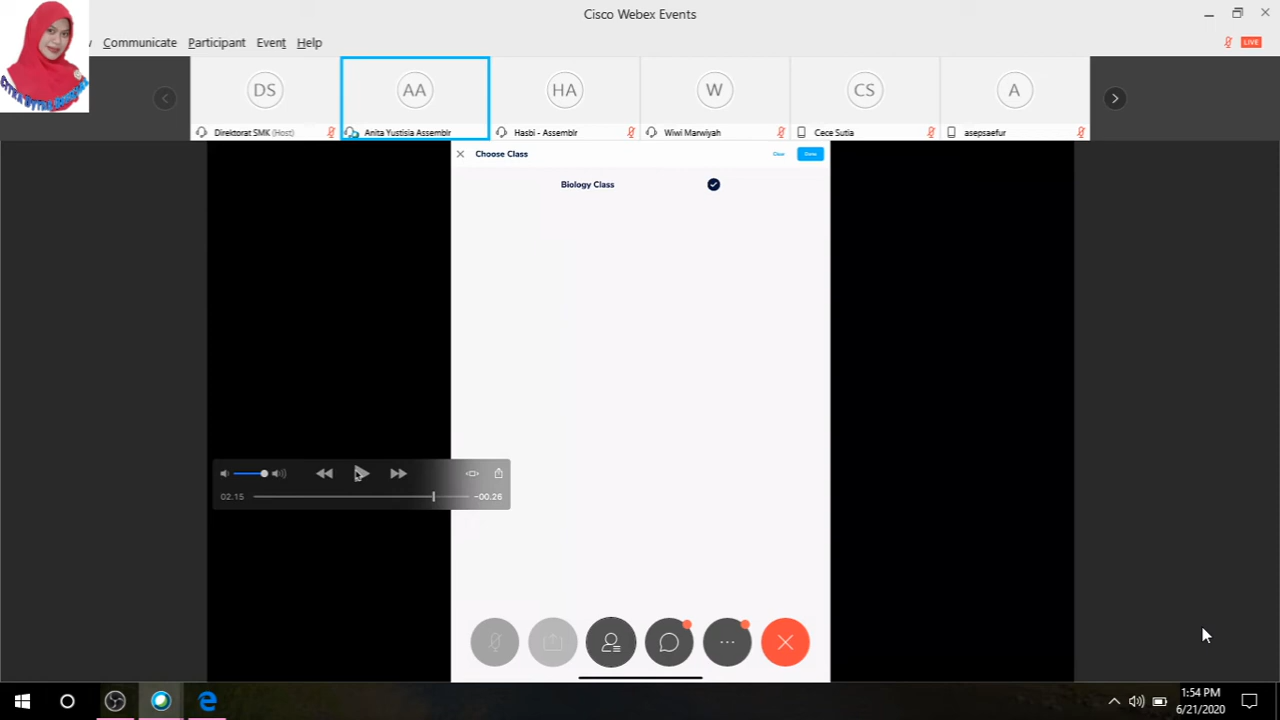 Cisco Webex Events
Communicate Participant Event Help
LIVE
DS AA HA W CS A
Direktorat SMK (Host) Anita Yustisia Assemblr Hasbi - Assemblr Wiwi Marwiyah Cece Sutia asepsaefur
Choose Class Clear Done
Biology Class
02.15 -00.26
1:54 PM
6/21/2020